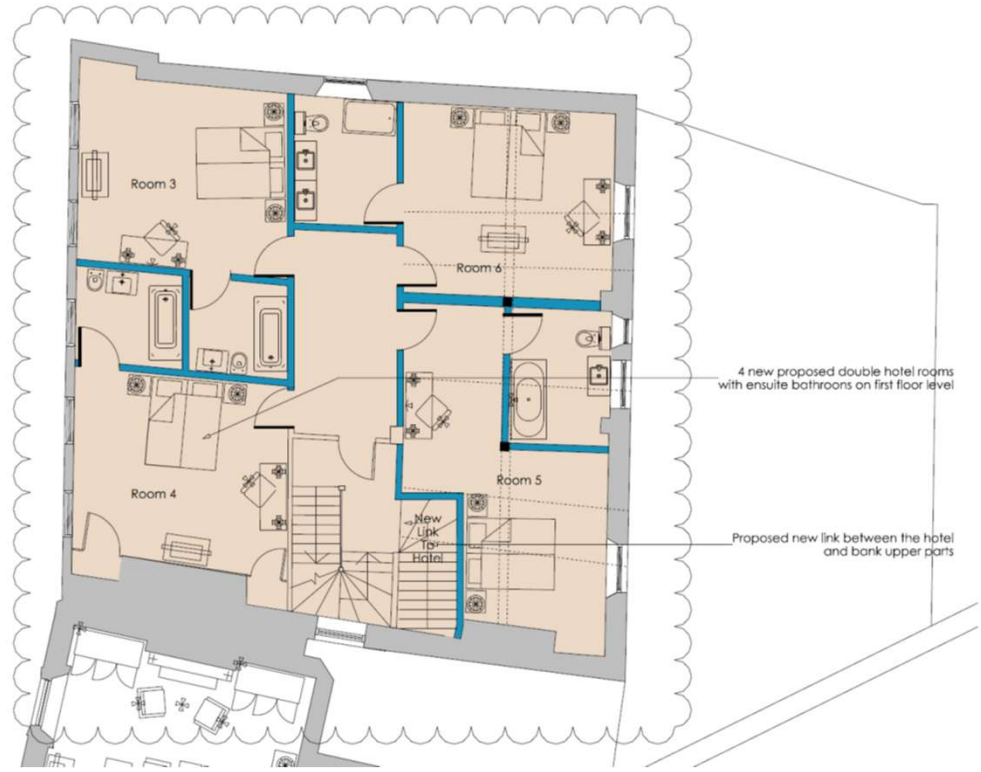 Room 3
Room 6
4 new proposed double hotel rooms
with ensuite bathrooms on first floor level
Room 4
Room 5
New
Link
To
Hotel
Proposed new link between the hotel
and bank upper parts